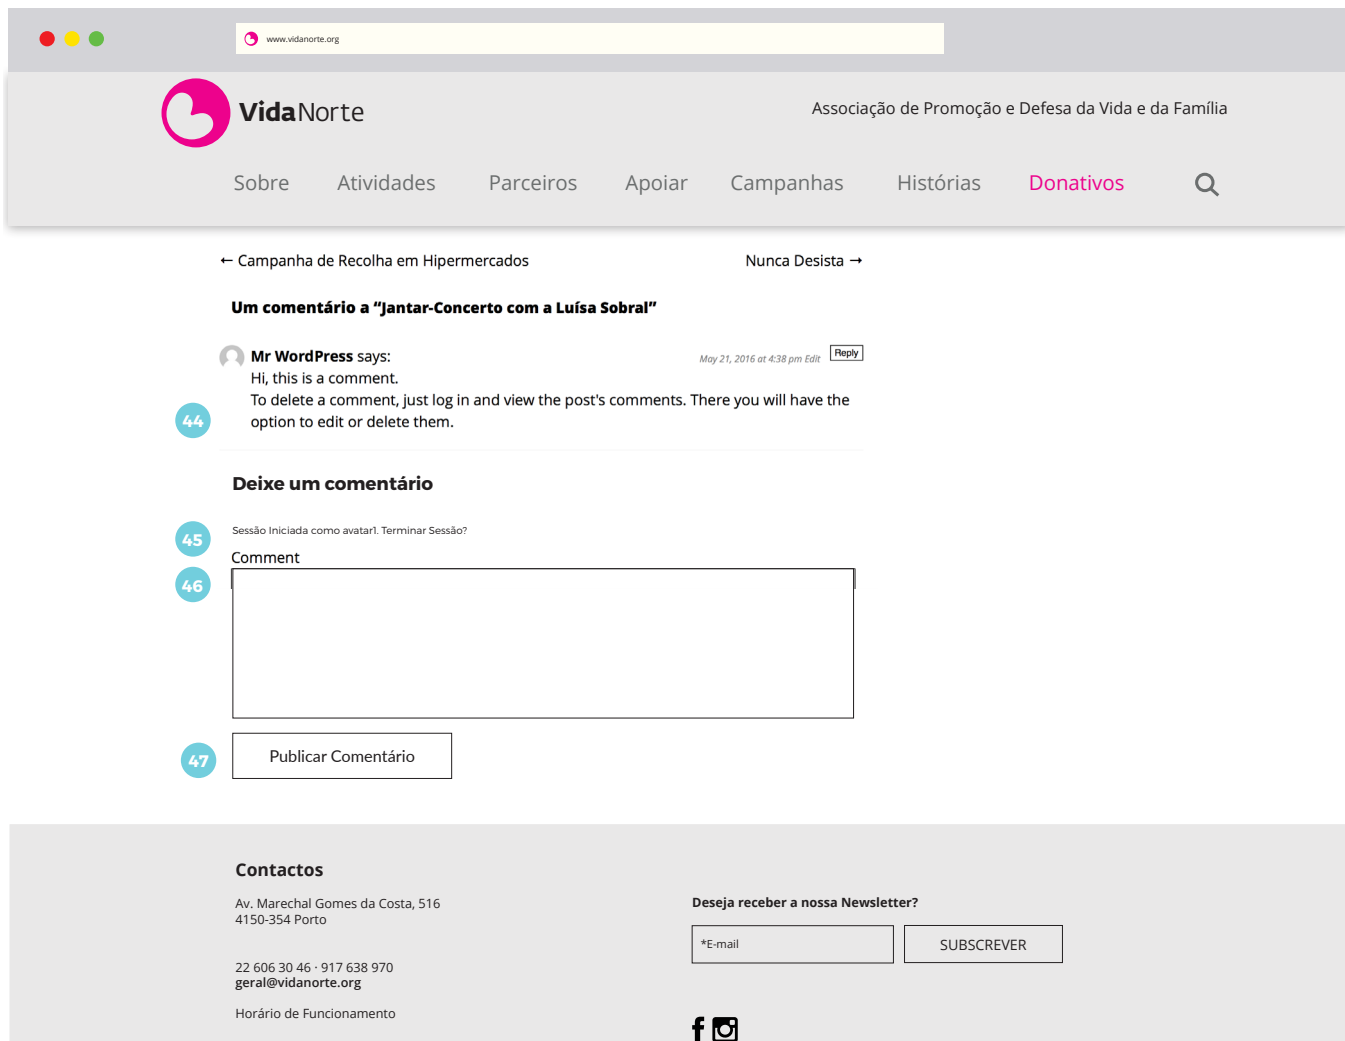 www.vidanorte.org
VidaNorte
Associação de Promoção e Defesa da Vida e da Família
Sobre Atividades Parceiros Apoiar Campanhas Histórias Donativos
← Campanha de Recolha em Hipermercados Nunca Desista →
Um comentário a “Jantar-Concerto com a Luísa Sobral”
Mr WordPress says: May 21, 2016 at 4:38 pm Edit Reply
Hi, this is a comment.
To delete a comment, just log in and view the post's comments. There you will have the
44 option to edit or delete them.
Deixe um comentário
45 Sessão Iniciada como avatar1. Terminar Sessão?
Comment
46
47 Publicar Comentário
Contactos
Av. Marechal Gomes da Costa, 516
4150-354 Porto
22 606 30 46 · 917 638 970
geral@vidanorte.org
Horário de Funcionamento
Deseja receber a nossa Newsletter?
*E-mail SUBSCREVER